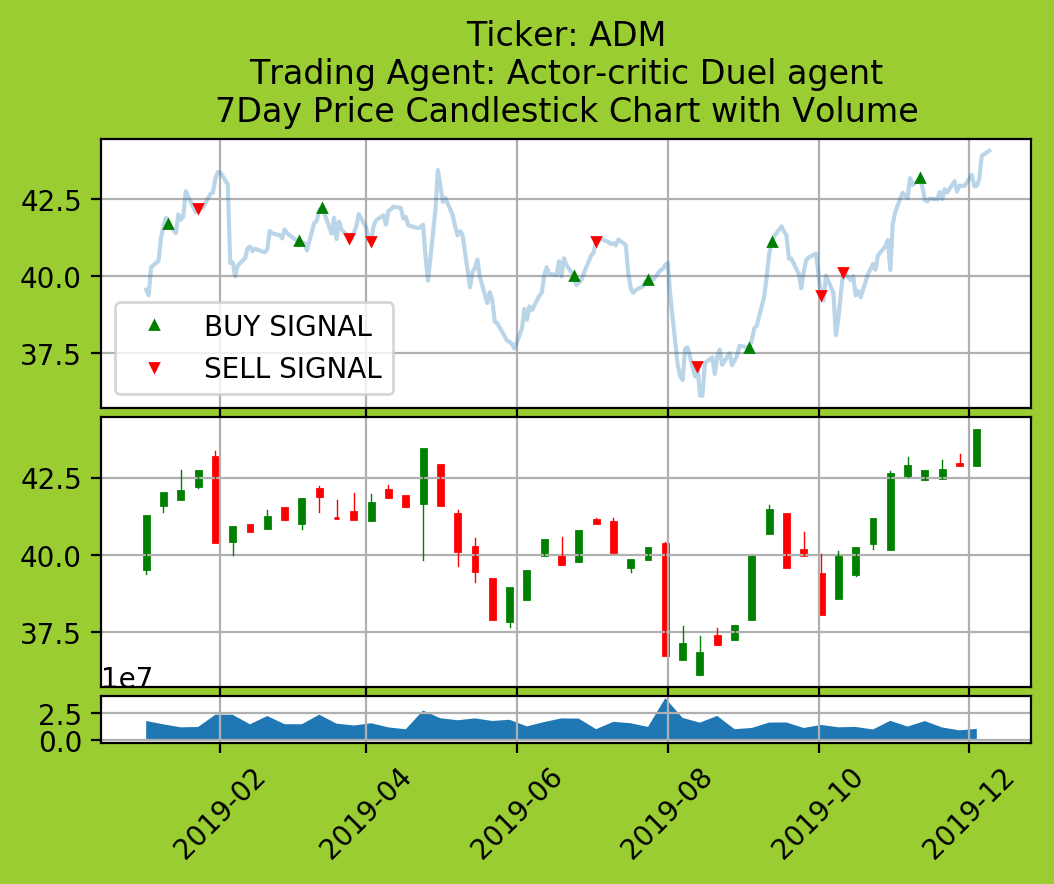 Ticker: ADM
Trading Agent: Actor-critic Duel agent
7Day Price Candlestick Chart with Volume
42.5
40.0
37.5
BUY SIGNAL
SELL SIGNAL
42.5
40.0
37.5
1e7
2.5
0.0
2019-02
2019-04
2019-06
2019-08
2019-10
2019-12